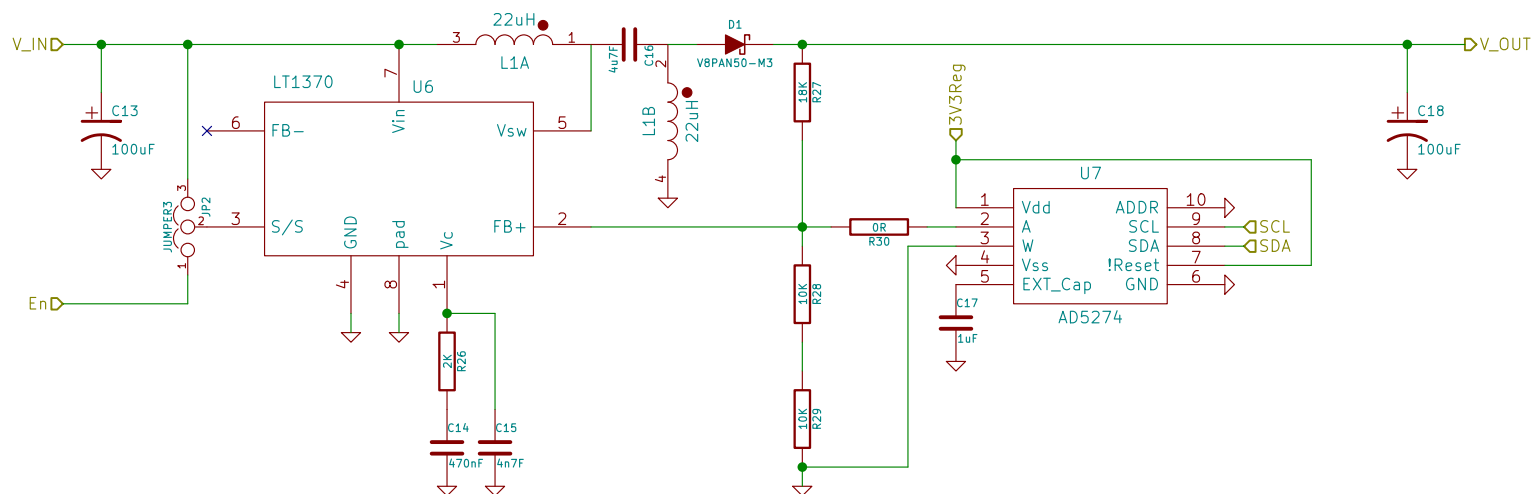 V_IN
C13
100uF
LT1370
U6
7
Vin
6
FB-
3
S/S
GND
4
pad
8
Vc
1
Vsw
5
FB+
2
JUMPER3
JP2
3
2
1
En
3
22uH
1
L1A
4u7F
C16
2
L1B
22uH
4
D1
V8PAN50-M3
18K
R27
0R
R30
10K
R28
10K
R29
2K
R26
C14
470nF
C15
4n7F
3V3Reg
U7
1
Vdd
2
A
3
W
4
Vss
5
EXT_Cap
ADDR
10
SCL
9
SCL
SDA
8
SDA
!Reset
7
GND
6
AD5274
C17
1uF
C18
100uF
V_OUT